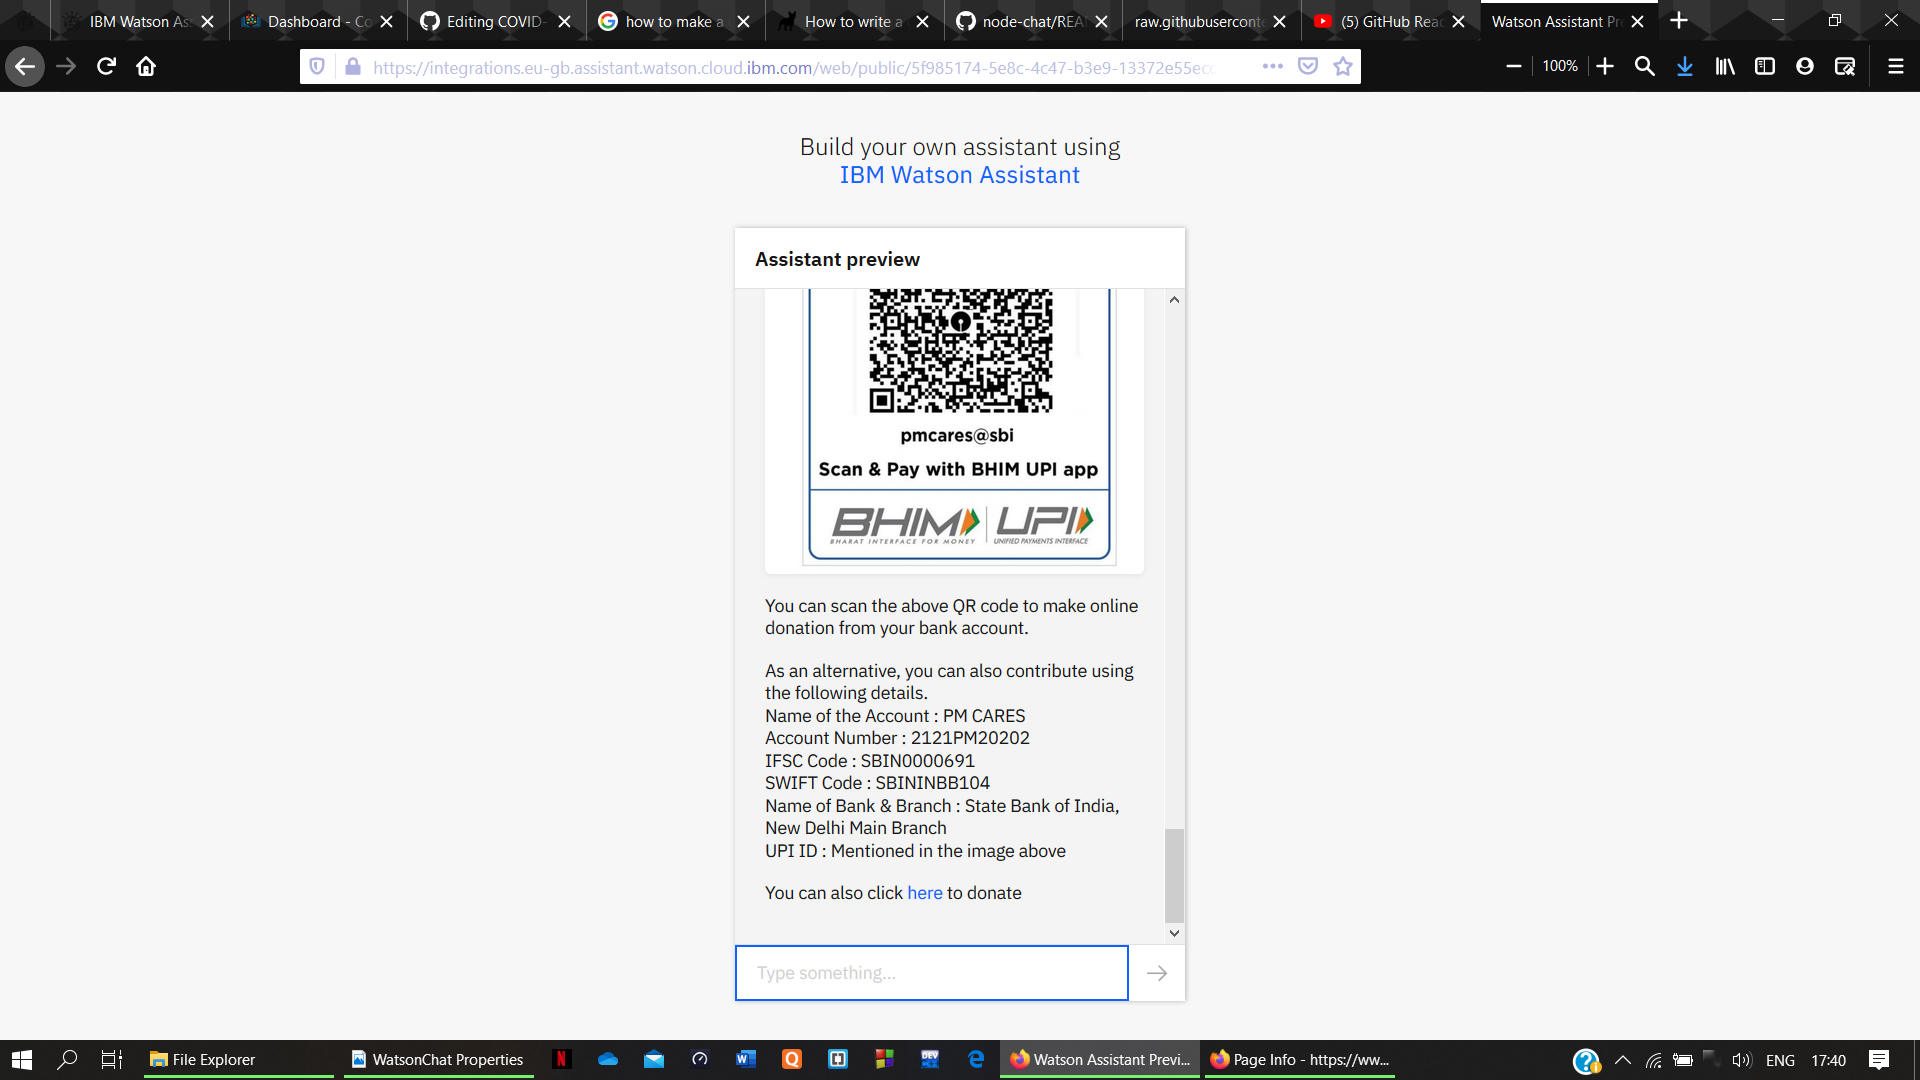 IBM Watson As
Dashboard - Co
Editing COVID-
how to make a
How to write a
node-chat/REA
raw.githubuserconte
(5) GitHub Read
Watson Assistant Pr
https://integrations.eu-gb.assistant.watson.cloud.ibm.com/web/public/5f985174-5e8c-4c47-b3e9-13372e55ecc
100%
Build your own assistant using
IBM Watson Assistant
Assistant preview
pmcares@sbi
Scan & Pay with BHIM UPI app
BHIM UPI
BHARAT INTERFACE FOR MONEY UNIFIED PAYMENTS INTERFACE
You can scan the above QR code to make online
donation from your bank account.
As an alternative, you can also contribute using
the following details.
Name of the Account : PM CARES
Account Number : 2121PM20202
IFSC Code : SBIN0000691
SWIFT Code : SBININBB104
Name of Bank & Branch : State Bank of India,
New Delhi Main Branch
UPI ID : Mentioned in the image above
You can also click here to donate
Type something...
File Explorer
WatsonChat Properties
Watson Assistant Previ...
Page Info - https://ww...
ENG
17:40